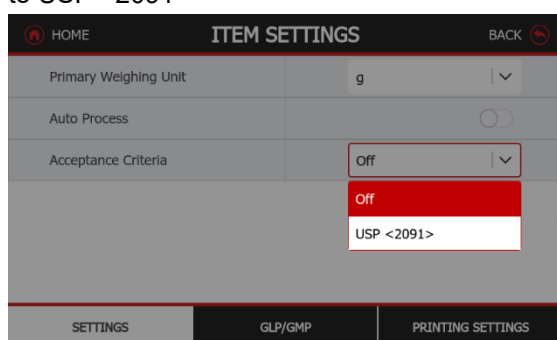 HOME ITEM SETTINGS BACK
Primary Weighing Unit g
Auto Process
Acceptance Criteria Off
Off
USP <2091>
SETTINGS GLP/GMP PRINTING SETTINGS